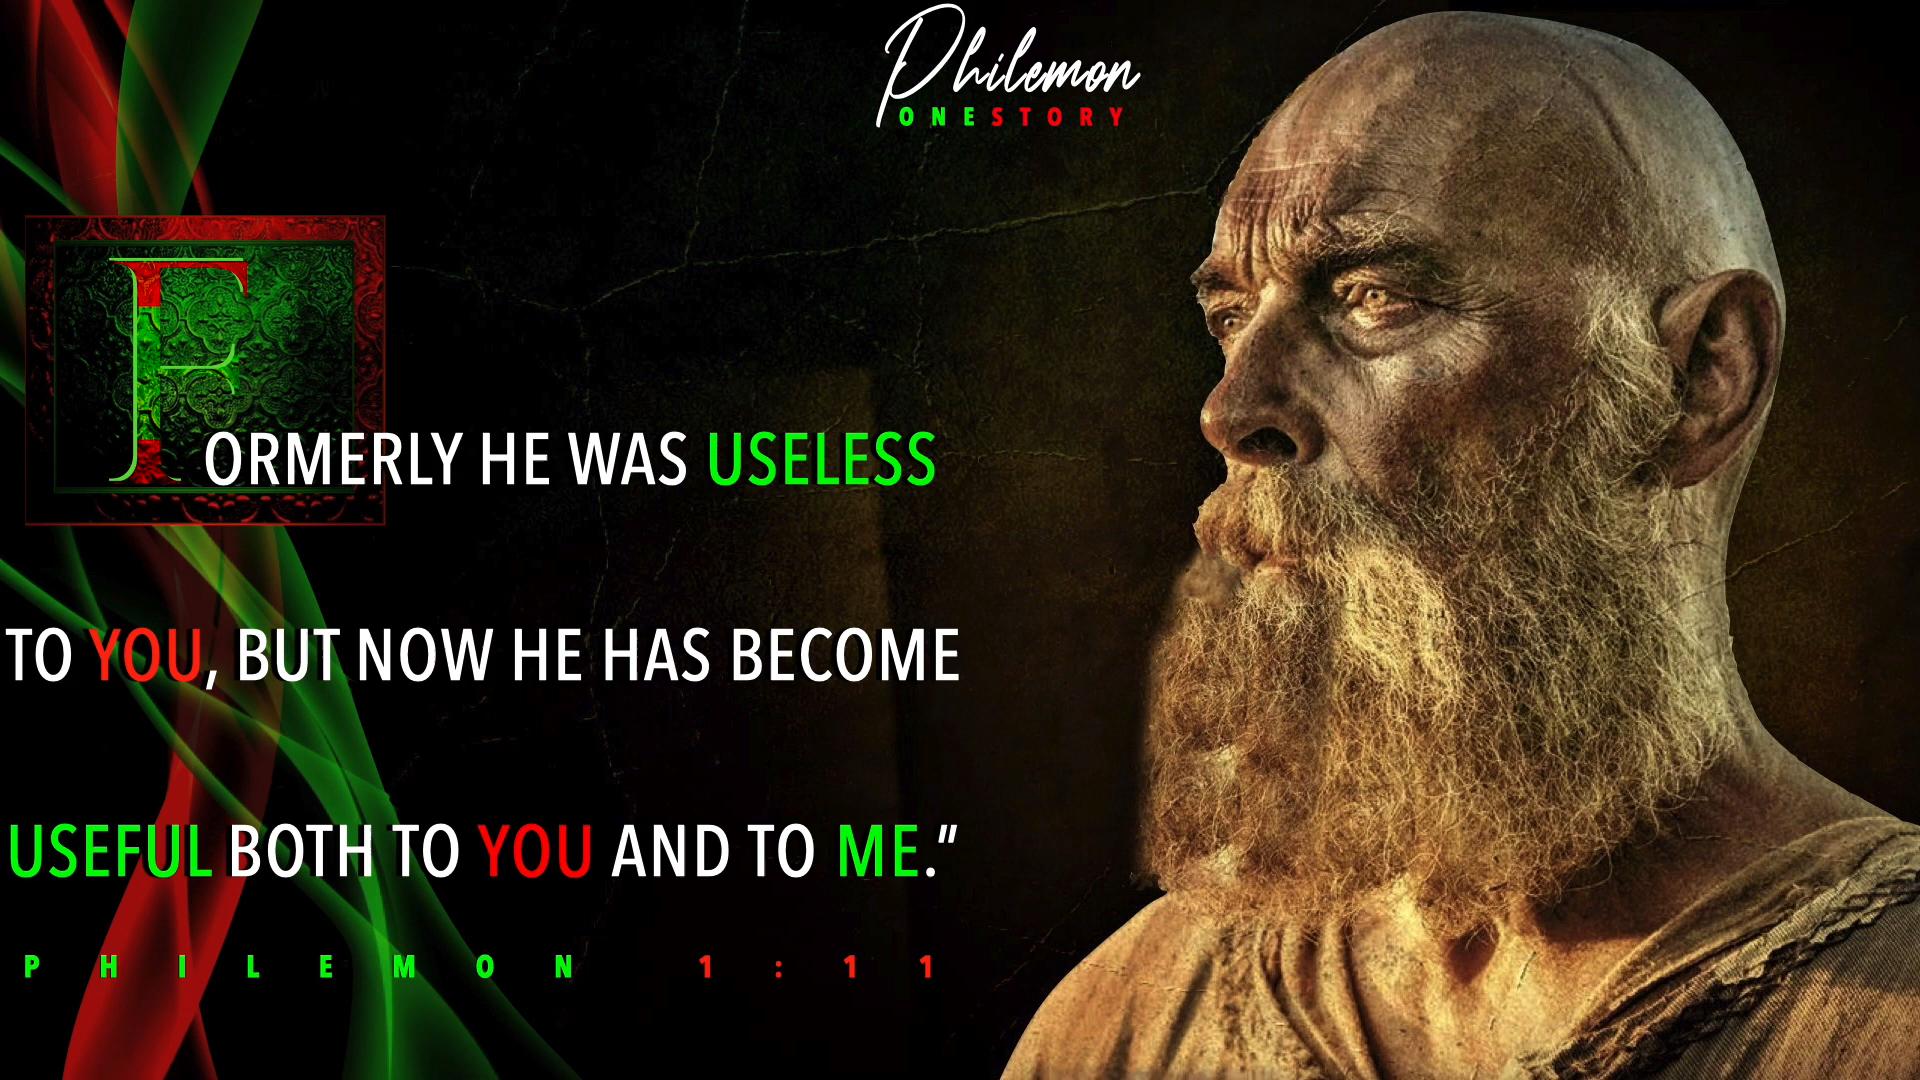 Philemon
ONESTORY
FORMERLY HE WAS USELESS
TO YOU, BUT NOW HE HAS BECOME
USEFUL BOTH TO YOU AND TO ME.”
PHILEMON 1:11